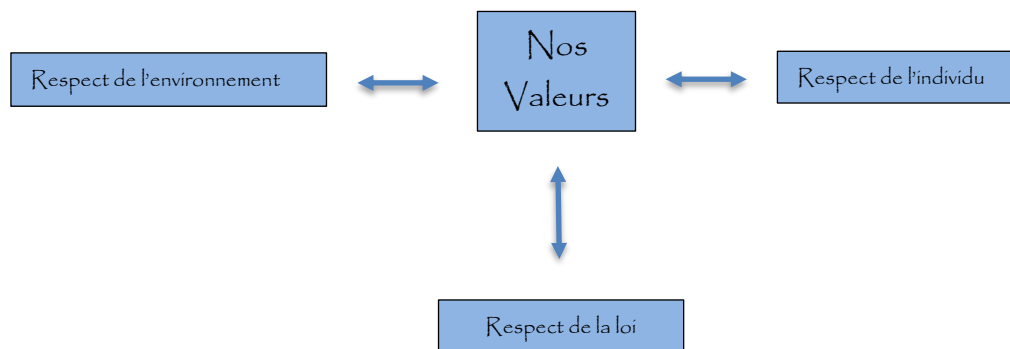 Nos
Valeurs
Respect de l'environnement
Respect de l'individu
Respect de la loi